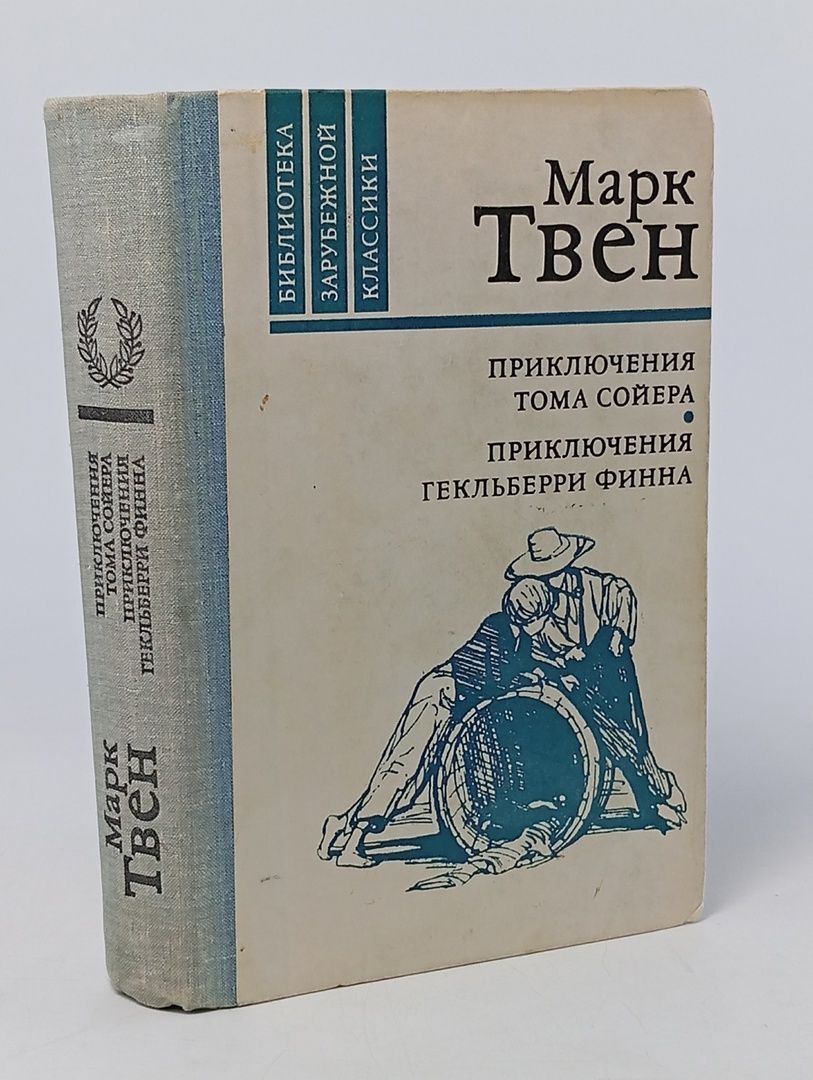 БИБЛИОТЕКА
ЗАРУБЕЖНОЙ
КЛАССИКИ
Марк
Твен
ПРИКЛЮЧЕНИЯ
ТОМА СОЙЕРА
•
ПРИКЛЮЧЕНИЯ
ГЕКЛЬБЕРРИ ФИННА
ПРИКЛЮЧЕНИЯ
ТОМА СОЙЕРА
ПРИКЛЮЧЕНИЯ
ГЕКЛЬБЕРРИ ФИННА
Марк
Твен